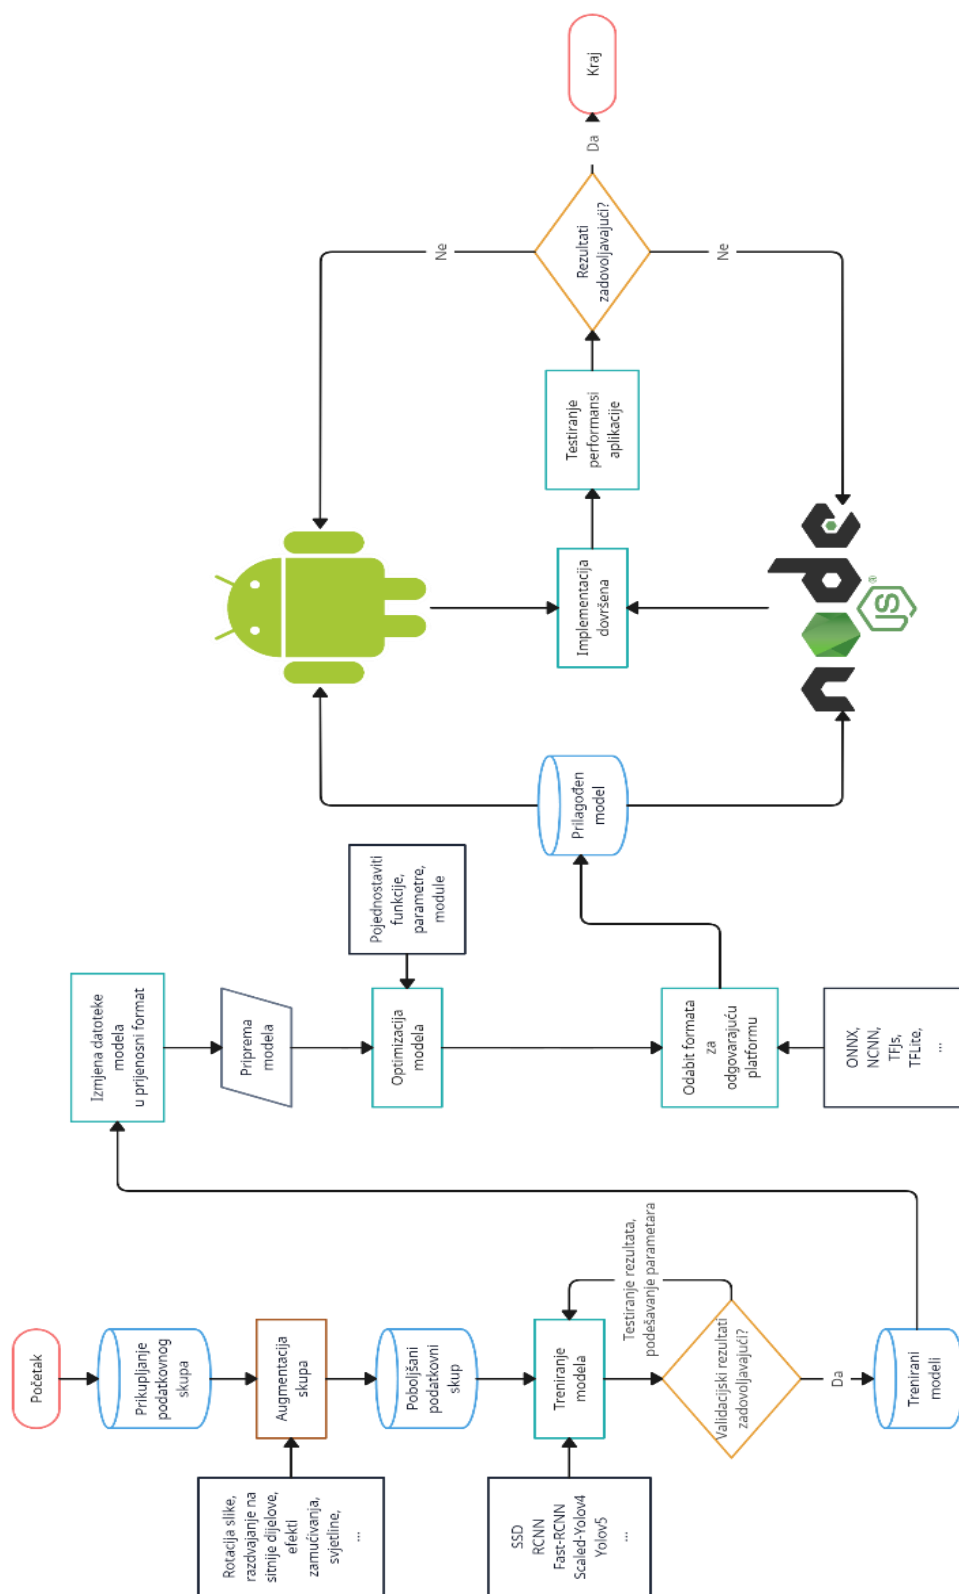 Početak
Prikupljanje
podatkovnog
skupa
Rotacija slike,
razdvajanje na
sitnije dijelove,
efekti
zamućivanja,
svjetline,
...
Augmentacija
skupa
Poboljšani
podatkovni
skup
SSD
RCNN
Fast-RCNN
Scaled-Yolov4
Yolov5
...
Treniranje
modela
Testiranje rezultata,
podešavanje parametara
Validacijski rezultati
zadovoljavajući?
Da
Trenirani
modeli
Izmjena datoteke
modela
u prijenosni format
Priprema
modela
Pojednostaviti
funkcije,
parametre,
module
Optimizacija
modela
Odabit formata
za
odgovarajuću
platformu
ONNX,
NCNN,
TFJs,
TFLite,
...
Prilagođen
model
node
JS
®
Implementacija
dovršena
Testiranje
performansi
aplikacije
Rezultati
zadovoljavajući?
Ne
Ne
Da
Kraj